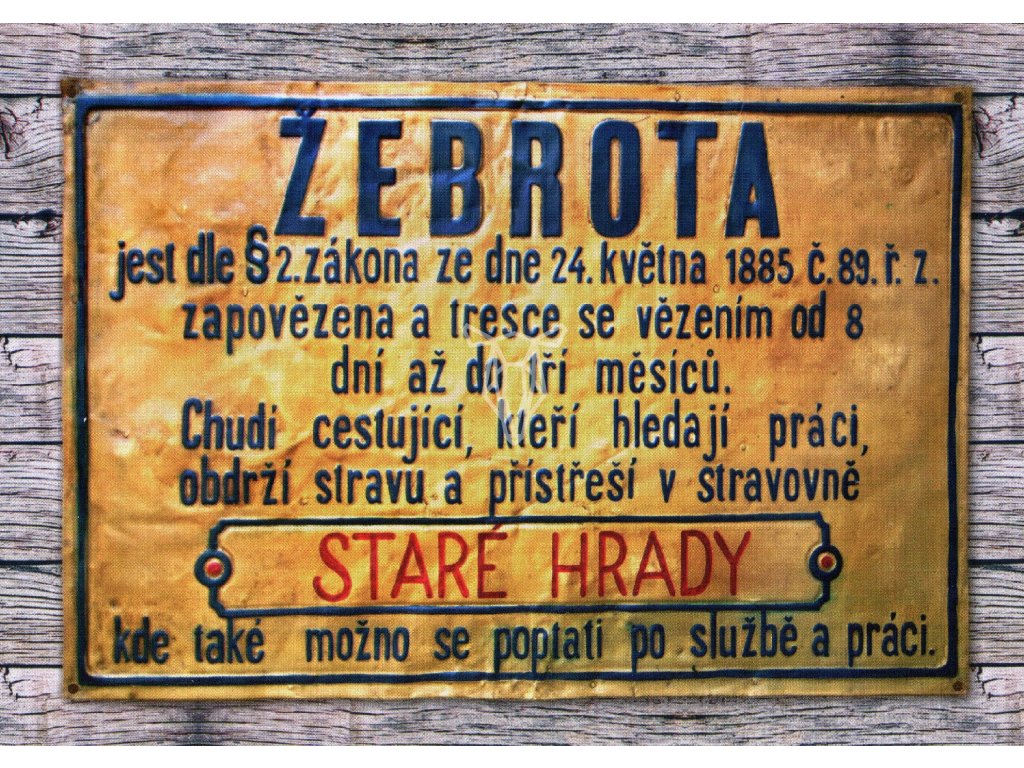 ŽEBROTA
jest dle § 2. zákona ze dne 24. května 1885 č. 89. ř. z.
zapovězena a tresce se vězením od 8
dní až do tří měsíců.
Chudi cestující, kteří hledají práci,
obdrží stravu a přístřeší v stravovně
STARÉ HRADY
kde také možno se poptati po službě a práci.